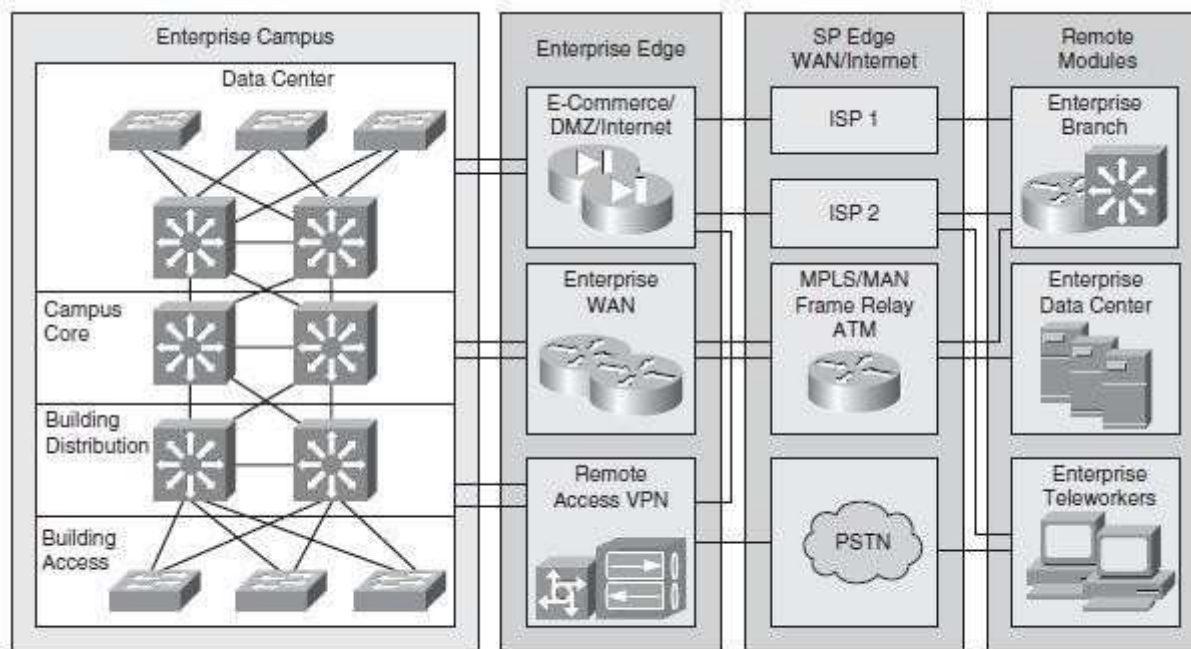 Enterprise Campus
Data Center
Campus
Core
Building
Distribution
Building
Access
Enterprise Edge
E-Commerce/
DMZ/Internet
Enterprise
WAN
Remote
Access VPN
SP Edge
WAN/Internet
ISP 1
ISP 2
MPLS/MAN
Frame Relay
ATM
PSTN
Remote
Modules
Enterprise
Branch
Enterprise
Data Center
Enterprise
Teleworkers